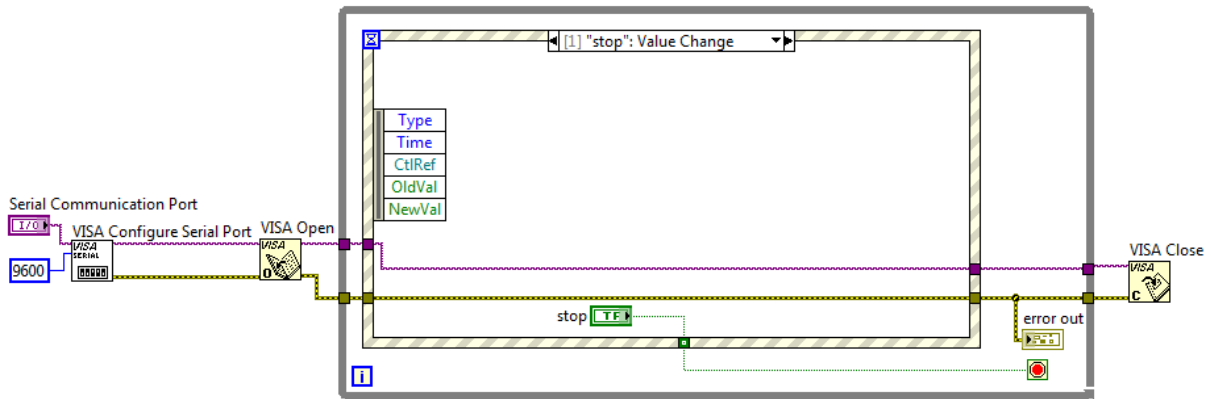 [1] "stop": Value Change
Type
Time
CtlRef
OldVal
NewVal
Serial Communication Port
I/O
VISA Configure Serial Port
VISA Open
VISA
SERIAL
VISA
O
9600
VISA Close
VISA
C
stop
TF
error out
i